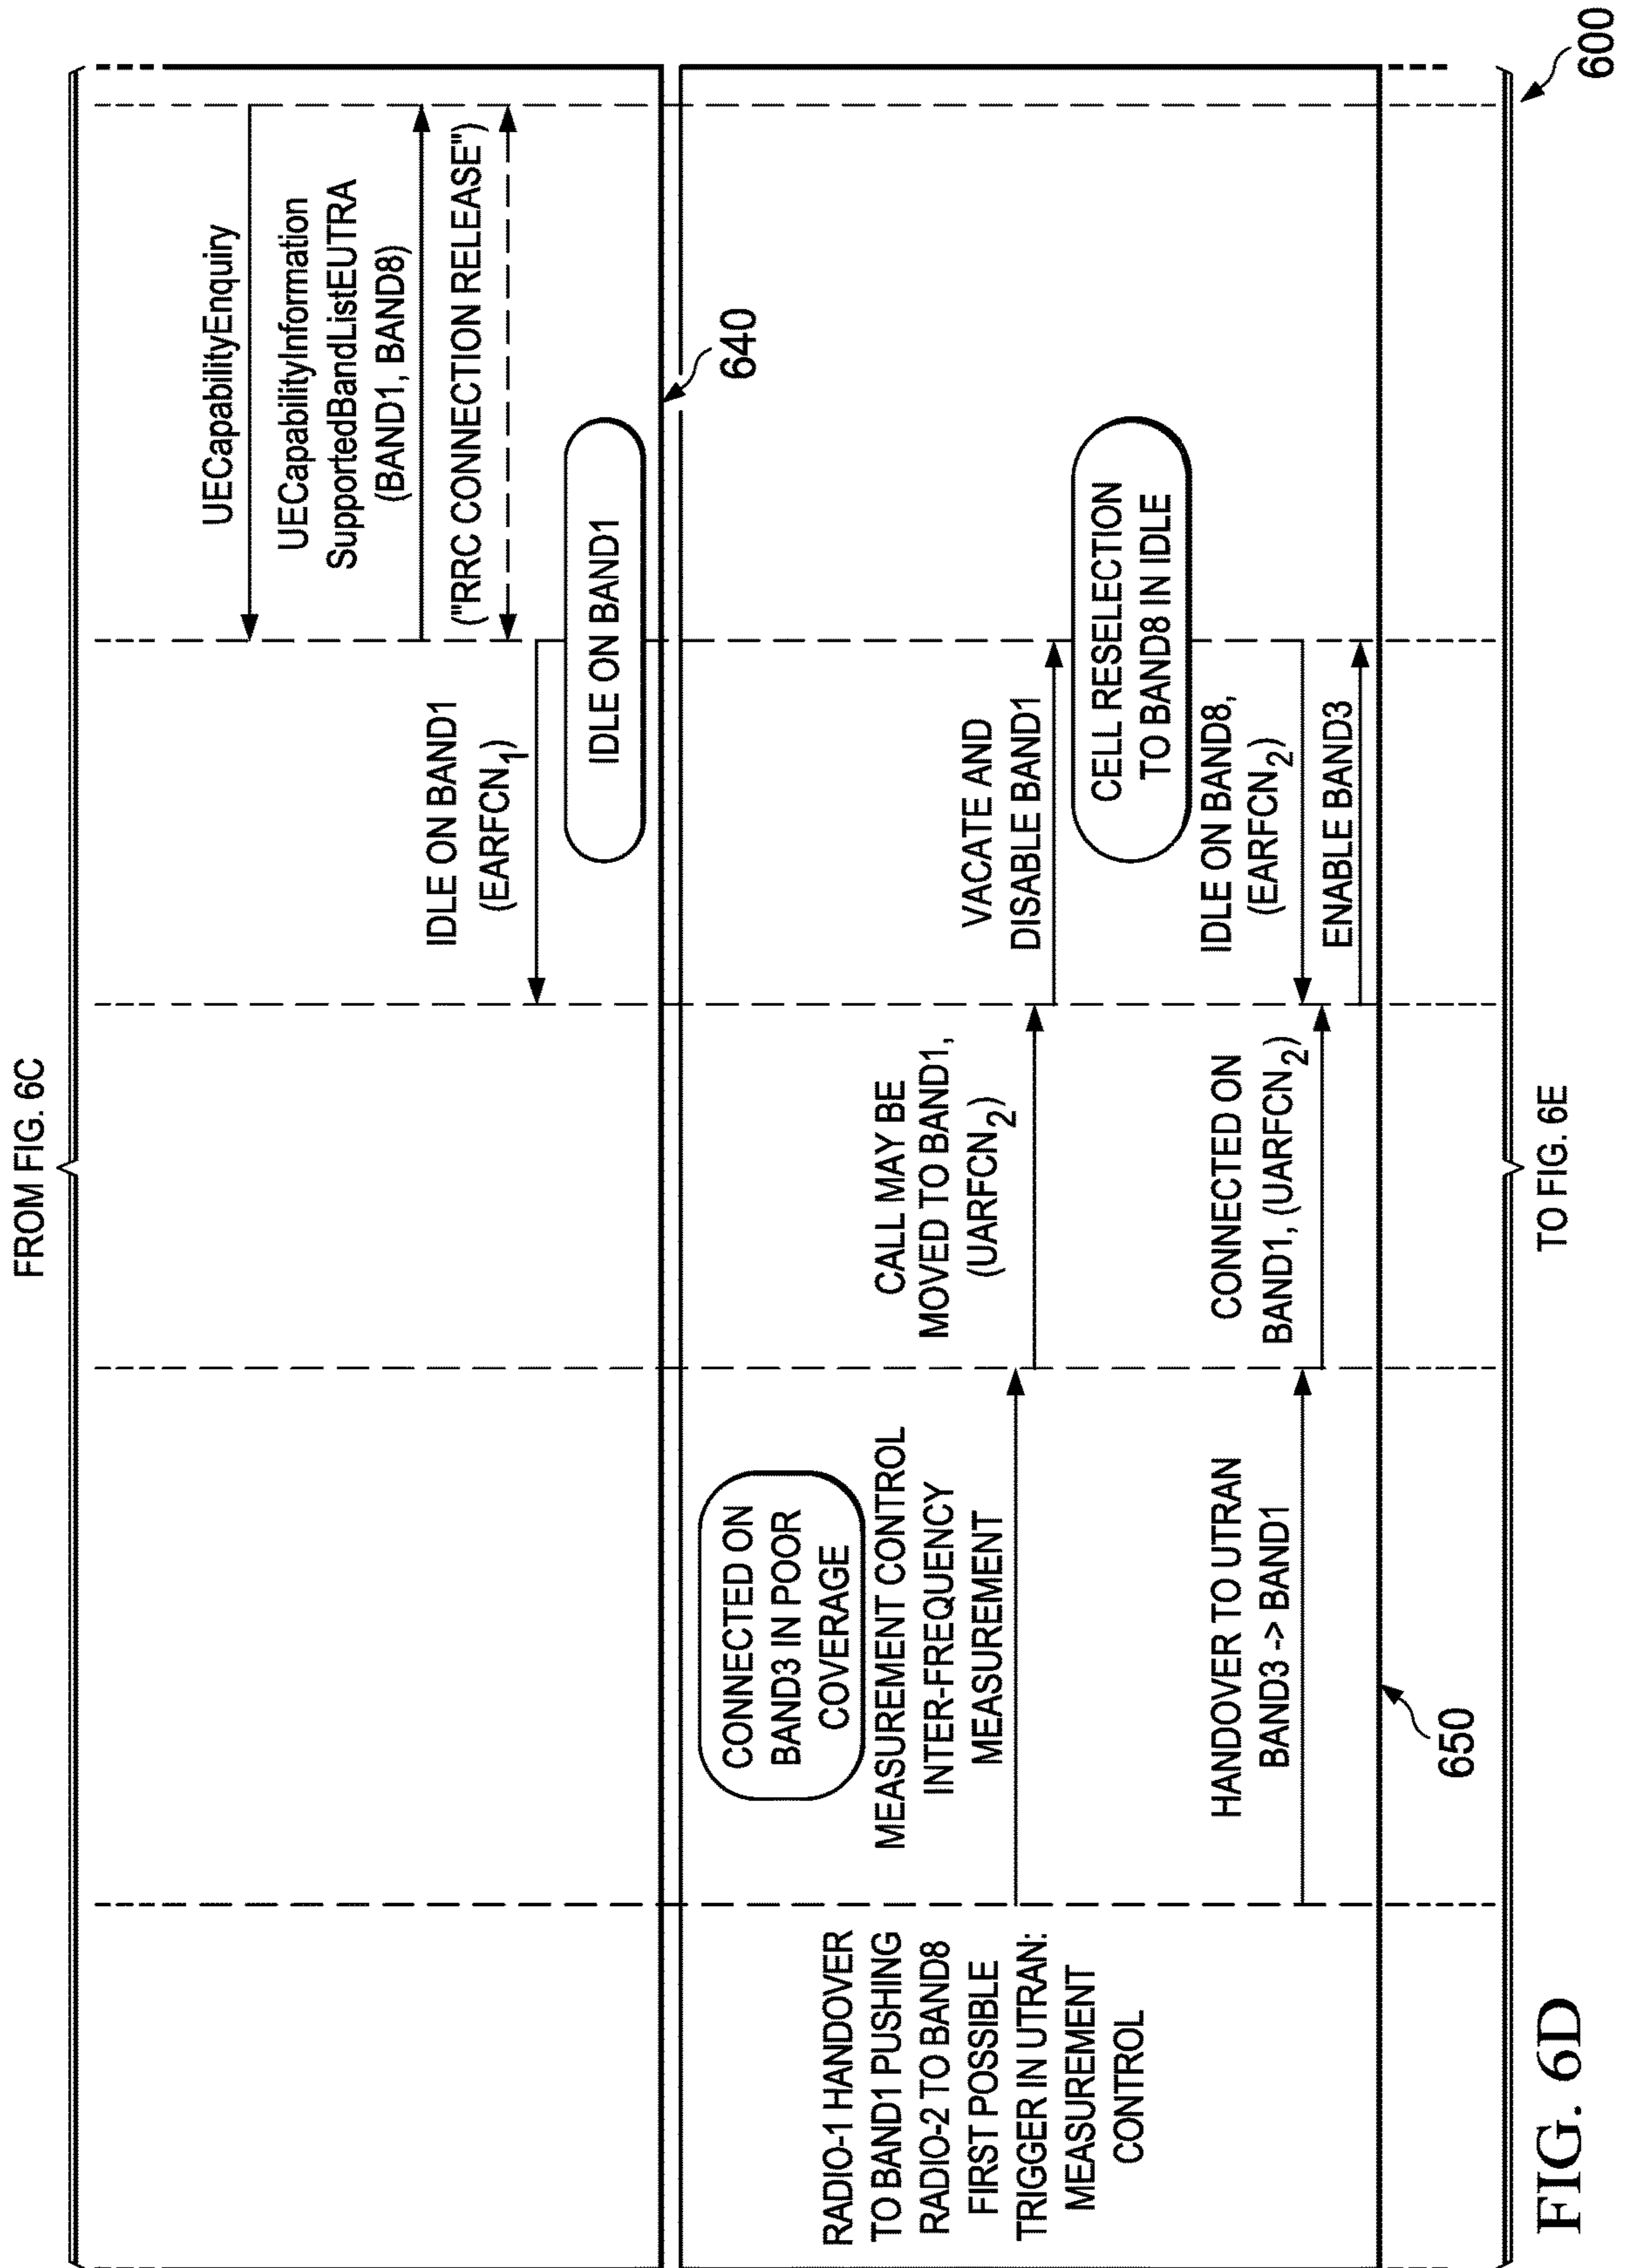 FROM FIG. 6C
UECapabilityEnquiry
UECapabilityInformation
SupportedBandListEUTRA
(BAND1, BAND8)
("RRC CONNECTION RELEASE")
IDLE ON BAND1
(EARFCN1)
IDLE ON BAND1
640
RADIO-1 HANDOVER
TO BAND1 PUSHING
RADIO-2 TO BAND8
FIRST POSSIBLE
TRIGGER IN UTRAN:
MEASUREMENT
CONTROL
CONNECTED ON
BAND3 IN POOR
COVERAGE
MEASUREMENT CONTROL
INTER-FREQUENCY
MEASUREMENT
CALL MAY BE
MOVED TO BAND1,
(UARFCN2)
VACATE AND
DISABLE BAND1
CELL RESELECTION
TO BAND8 IN IDLE
IDLE ON BAND8,
(EARFCN2)
HANDOVER TO UTRAN
BAND3 -> BAND1
CONNECTED ON
BAND1, (UARFCN2)
ENABLE BAND3
650
TO FIG. 6E
600
FIG. 6D